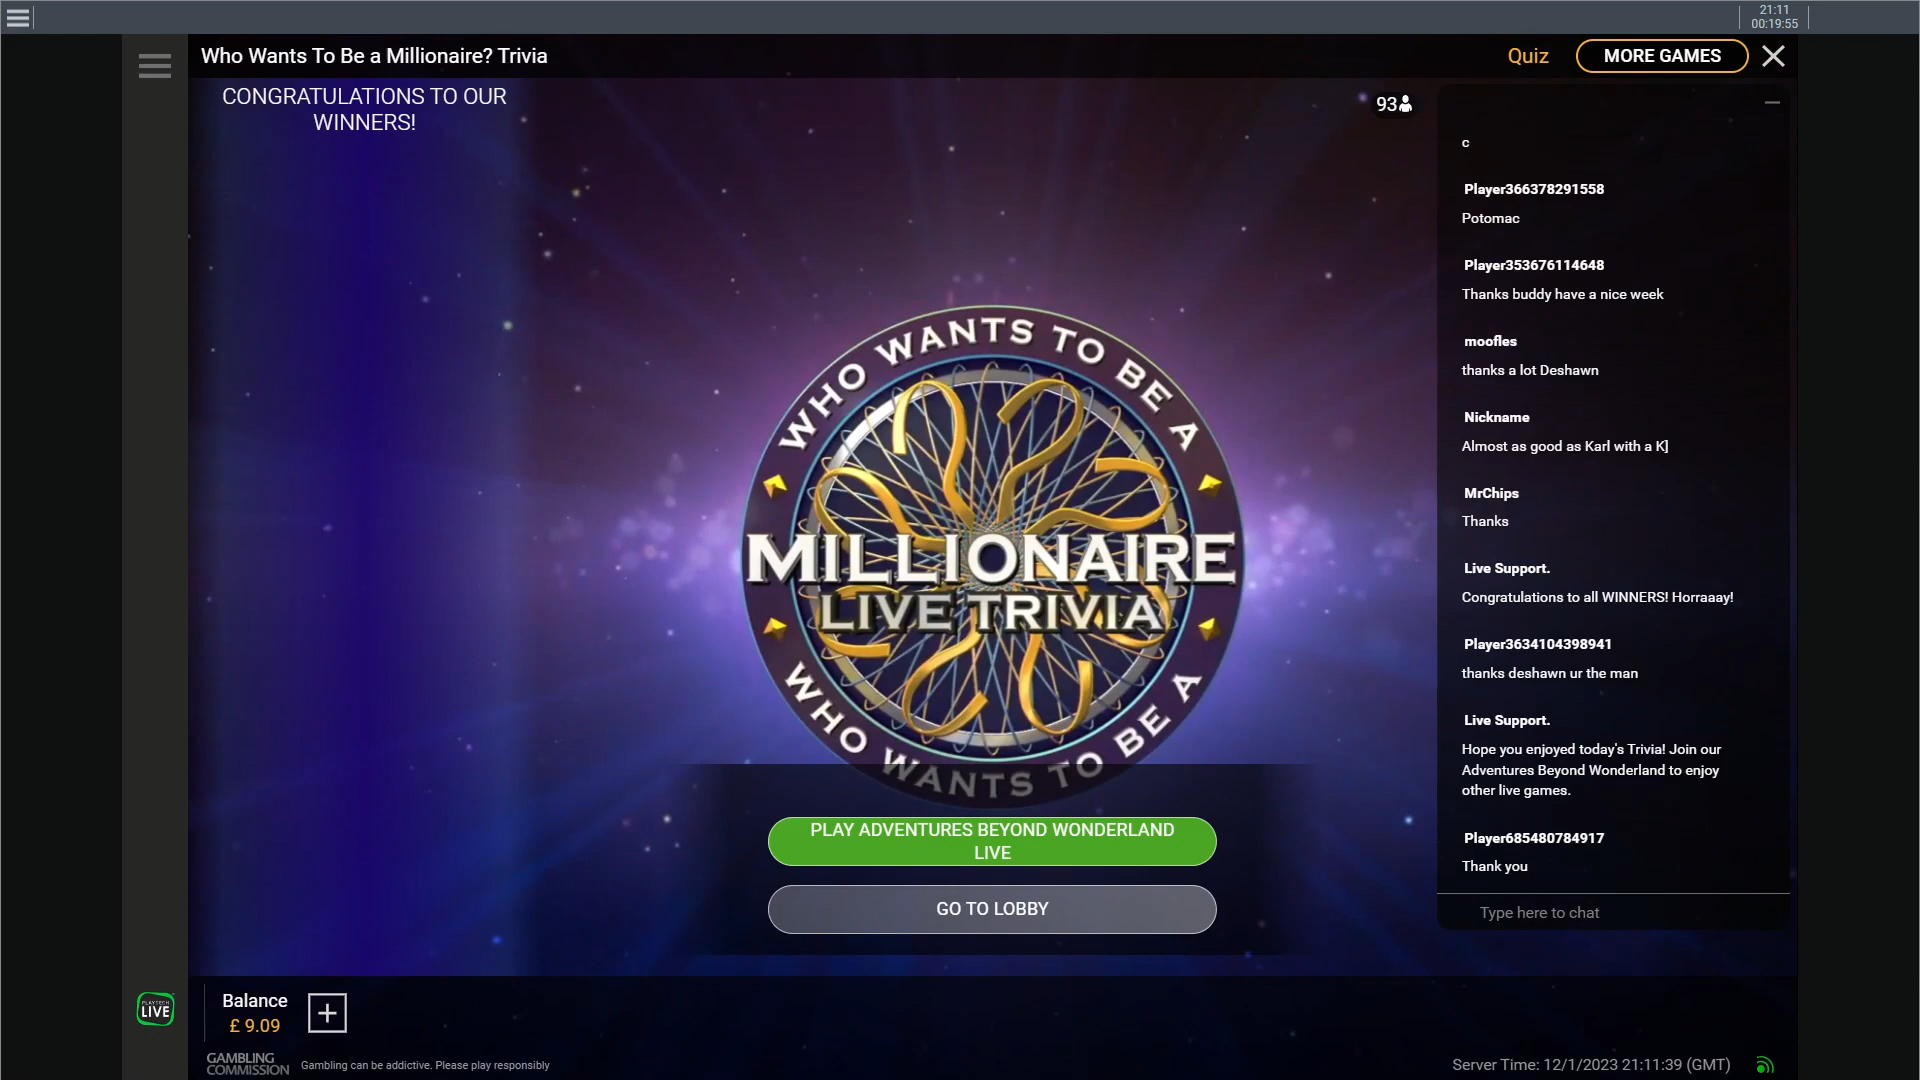 21:11
00:19:55
Who Wants To Be a Millionaire? Trivia
Quiz
MORE GAMES
CONGRATULATIONS TO OUR
WINNERS!
93
WHO WANTS TO BE A
MILLIONAIRE
LIVE TRIVIA
WHO WANTS TO BE A
PLAY ADVENTURES BEYOND WONDERLAND
LIVE
GO TO LOBBY
c
Player366378291558
Potomac
Player353676114648
Thanks buddy have a nice week
moofles
thanks a lot Deshawn
Nickname
Almost as good as Karl with a K]
MrChips
Thanks
Live Support.
Congratulations to all WINNERS! Horraaay!
Player3634104398941
thanks deshawn ur the man
Live Support.
Hope you enjoyed today's Trivia! Join our
Adventures Beyond Wonderland to enjoy
other live games.
Player685480784917
Thank you
Type here to chat
PLAYTECH
LIVE
Balance
£ 9.09
GAMBLING
COMMISSION
Gambling can be addictive. Please play responsibly
Server Time: 12/1/2023 21:11:39 (GMT)